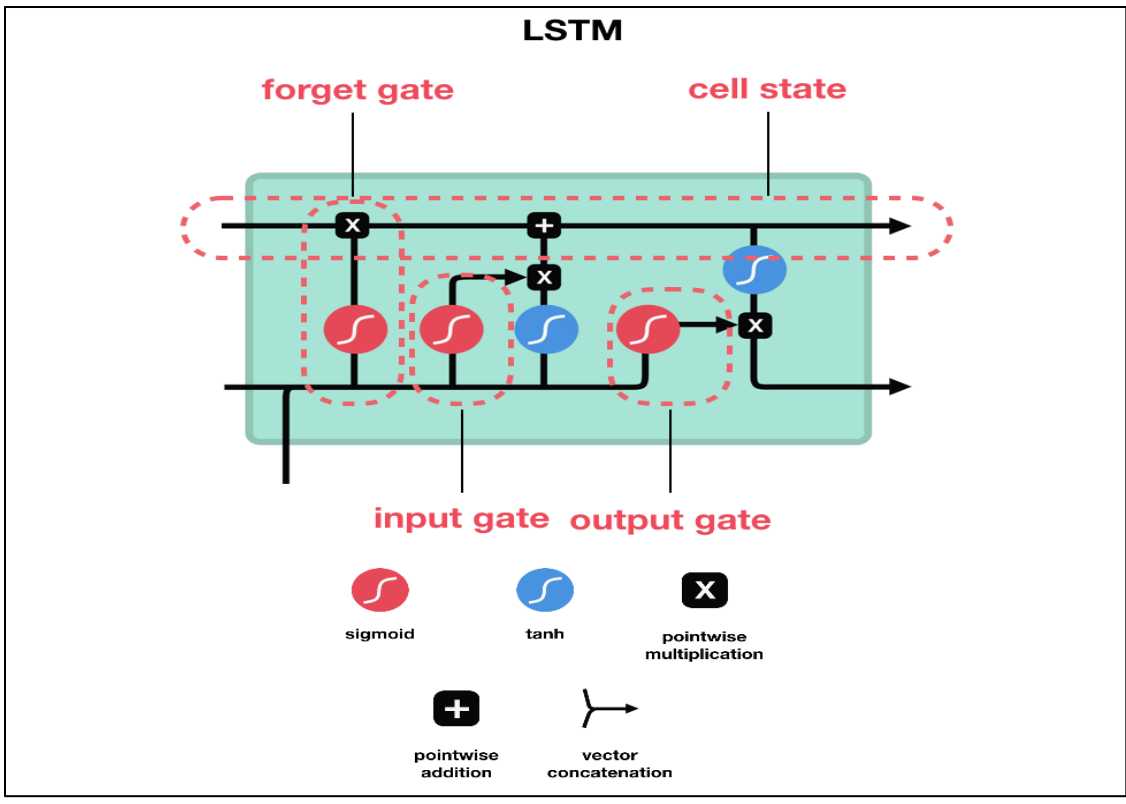 LSTM
forget gate
cell state
x
+
x
x
input gate
output gate
x
sigmoid
tanh
pointwise
multiplication
+
pointwise
addition
vector
concatenation